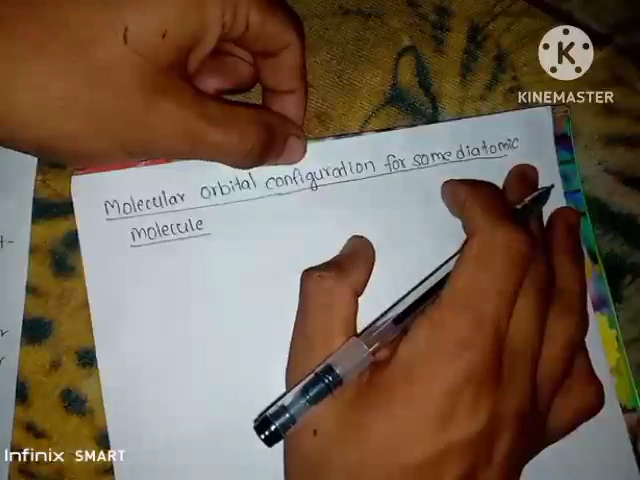 K
KINEMASTER
Molecular orbital configuration for some diatomic
molecule
Infinix SMART